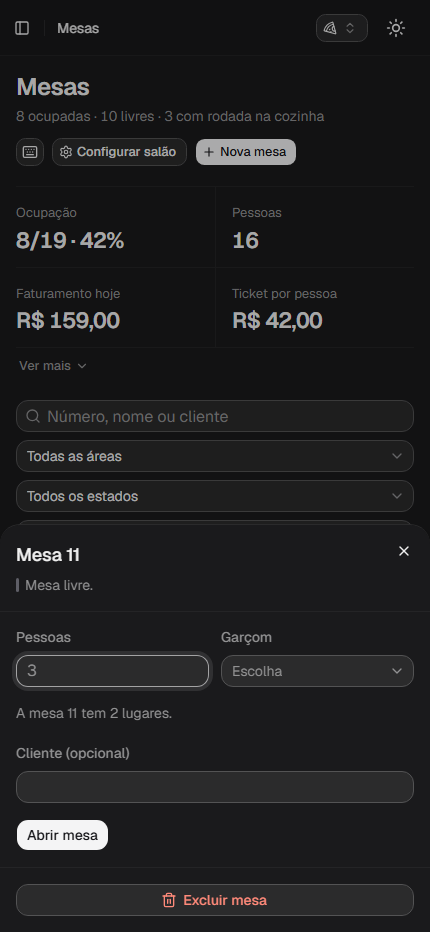 Mesas
Mesas
8 ocupadas · 10 livres · 3 com rodada na cozinha
Configurar salão
Nova mesa
Ocupação
8/19 · 42%
Pessoas
16
Faturamento hoje
R$ 159,00
Ticket por pessoa
R$ 42,00
Ver mais
Número, nome ou cliente
Todas as áreas
Todos os estados
Mesa 11
Mesa livre.
Pessoas
Garçom
3
Escolha
A mesa 11 tem 2 lugares.
Cliente (opcional)
Abrir mesa
Excluir mesa